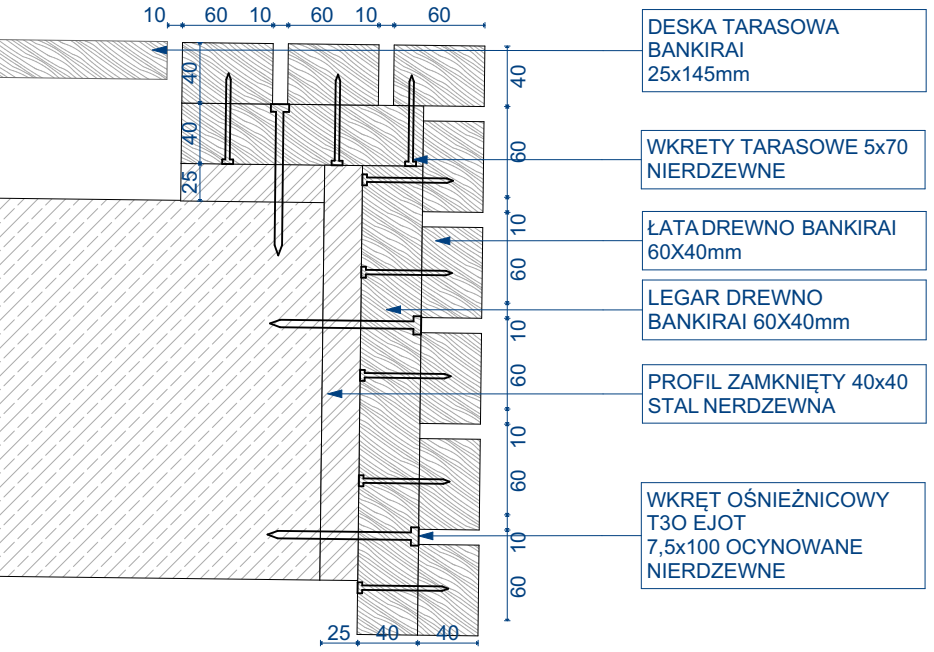 10 60 10 60 10 60
DESKA TARASOWA
BANKIRAI
25x145mm
40
40
40
60
25
WKRETY TARASOWE 5x70
NIERDZEWNE
10
ŁATA DREWNO BANKIRAI
60X40mm
60
LEGAR DREWNO
BANKIRAI 60X40mm
10
60
PROFIL ZAMKNIĘTY 40x40
STAL NERDZEWNA
10
60
WKRĘT OŚNIEŻNICOWY
T3O EJOT
7,5x100 OCYNOWANE
NIERDZEWNE
10
60
25 40 40